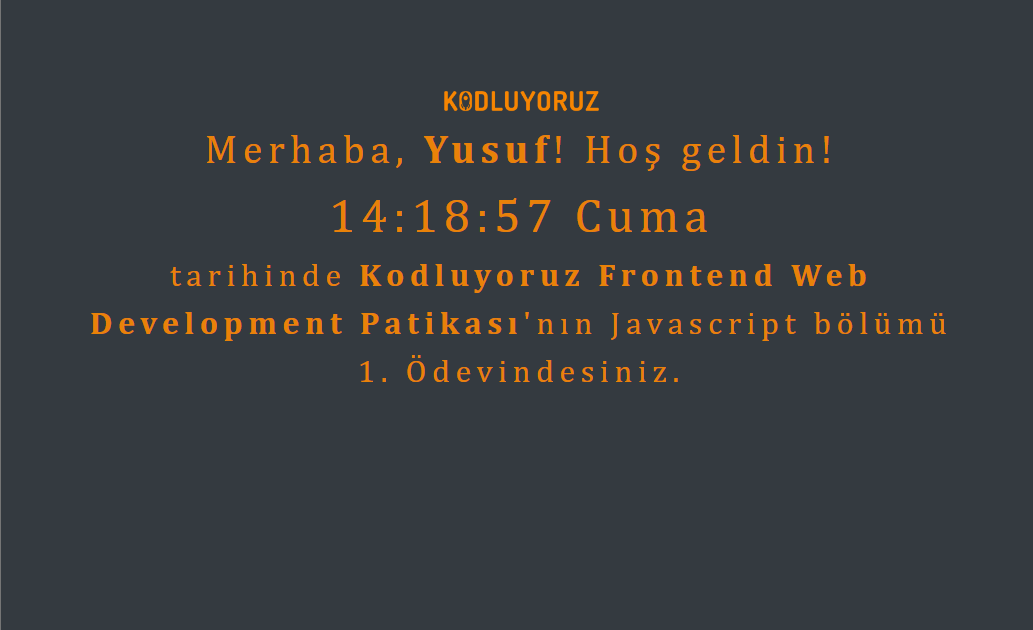 KODLUYORUZ
Merhaba, Yusuf! Hoş geldin!
14:18:57 Cuma
tarihinde Kodluyoruz Frontend Web
Development Patikası'nın Javascript bölümü
1. Ödevindesiniz.